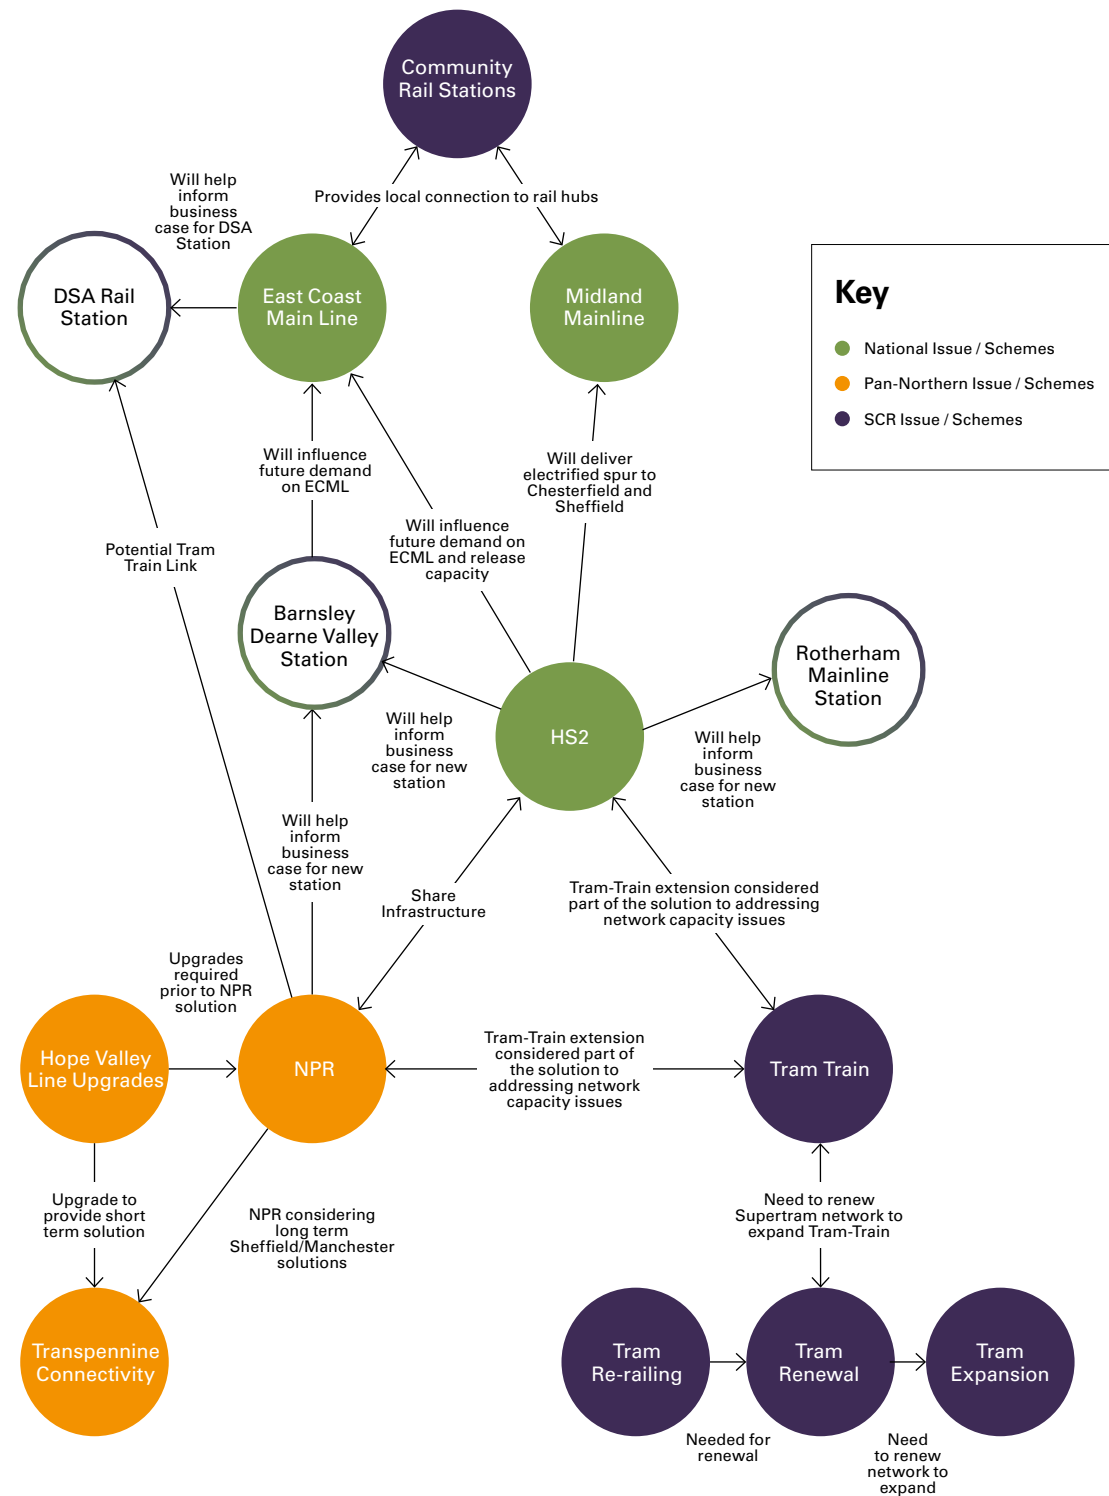 Community
Rail Stations
Will help
inform
business
case for DSA
Station
Provides local connection to rail hubs
DSA Rail
Station
East Coast
Main Line
Midland
Mainline
Key
National Issue / Schemes
Pan-Northern Issue / Schemes
SCR Issue / Schemes
Will influence
future demand
on ECML
Will deliver
electrified spur to
Chesterfield and
Sheffield
Will influence
future demand on
ECML and release
capacity
Potential Tram
Train Link
Barnsley
Dearne Valley
Station
Rotherham
Mainline
Station
HS2
Will help
inform
business
case for new
station
Will help
inform
business
case for new
station
Will help
inform
business
case for new
station
Share
Infrastructure
Tram-Train extension considered
part of the solution to addressing
network capacity issues
Upgrades
required
prior to NPR
solution
Hope Valley
Line Upgrades
NPR
Tram-Train extension
considered part of
the solution to
addressing network
capacity issues
Tram Train
Upgrade to
provide short
term solution
NPR considering
long term
Sheffield/Manchester
solutions
Need to renew
Supertram network to
expand Tram-Train
Transpennine
Connectivity
Tram
Re-railing
Tram
Renewal
Tram
Expansion
Needed for
renewal
Need
to renew
network to
expand